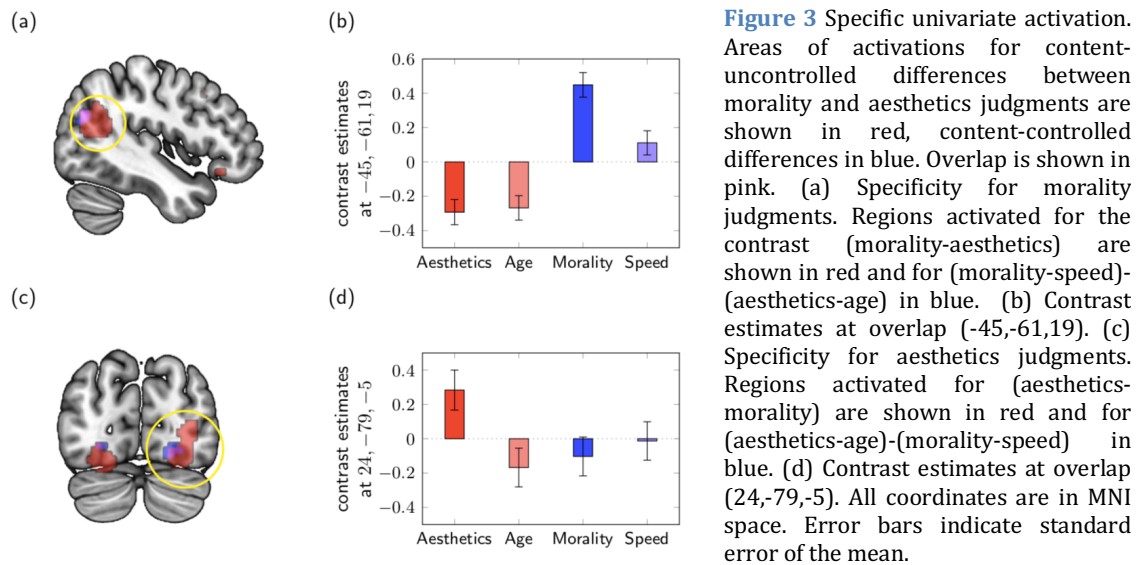 (a)
(b)
contrast estimates
at −45, −61, 19
0.6
0.4
0.2
0
−0.2
−0.4
Aesthetics Age Morality Speed
(c)
(d)
contrast estimates
at 24, −79, −5
0.4
0.2
0
−0.2
−0.4
Aesthetics Age Morality Speed
Figure 3 Specific univariate activation.
Areas of activations for content-
uncontrolled differences between
morality and aesthetics judgments are
shown in red, content-controlled
differences in blue. Overlap is shown in
pink. (a) Specificity for morality
judgments. Regions activated for the
contrast (morality-aesthetics) are
shown in red and for (morality-speed)-
(aesthetics-age) in blue. (b) Contrast
estimates at overlap (-45,-61,19). (c)
Specificity for aesthetics judgments.
Regions activated for (aesthetics-
morality) are shown in red and for
(aesthetics-age)-(morality-speed) in
blue. (d) Contrast estimates at overlap
(24,-79,-5). All coordinates are in MNI
space. Error bars indicate standard
error of the mean.